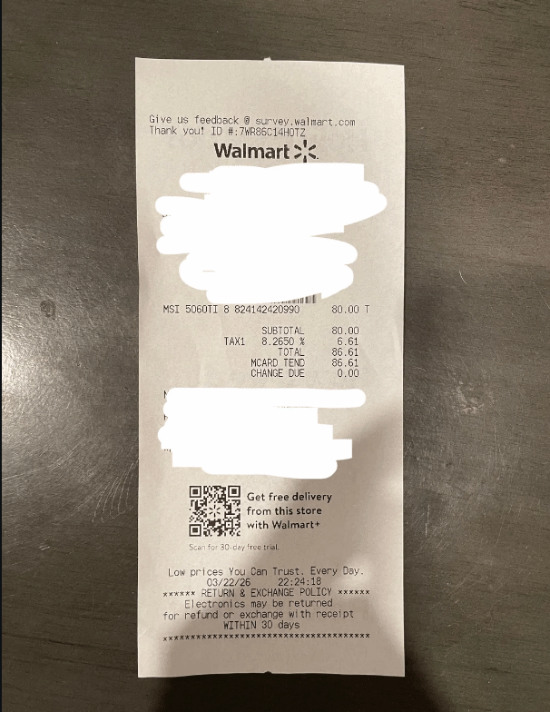 Give us feedback @ survey.walmart.com
Thank you! ID #:7WR86C14H0TZ
Walmart
MSI 5060TI 8 824142420990 80.00 T
SUBTOTAL 80.00
TAX1 8.2650 % 6.61
TOTAL 86.61
MCARD TEND 86.61
CHANGE DUE 0.00
Get free delivery
from this store
with Walmart+
Scan for 30-day free trial.
Low prices You Can Trust. Every Day.
03/22/26 22:24:18
****** RETURN & EXCHANGE POLICY ******
Electronics may be returned
for refund or exchange with receipt
WITHIN 30 days
***************************************